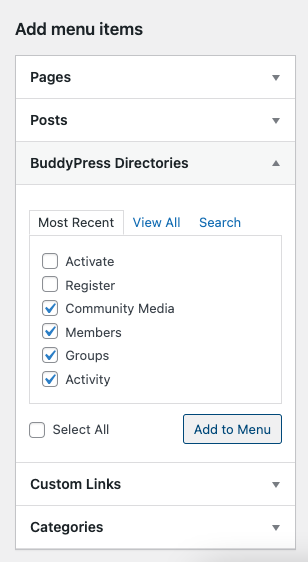 Add menu items
Pages
Posts
BuddyPress Directories
Most Recent View All Search
Activate
Register
Community Media
Members
Groups
Activity
Select All Add to Menu
Custom Links
Categories